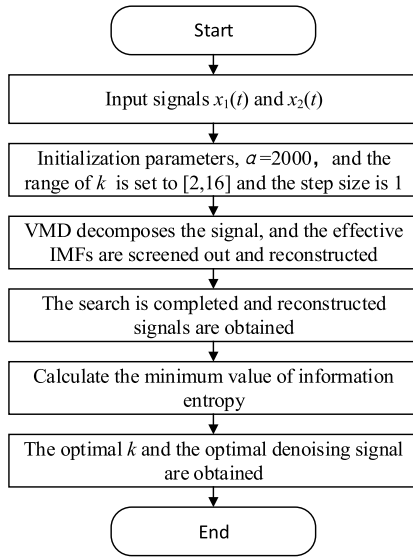 Start
Input signals x₁(t) and x₂(t)
Initialization parameters, α=2000， and the
range of k is set to [2,16] and the step size is 1
VMD decomposes the signal, and the effective
IMFs are screened out and reconstructed
The search is completed and reconstructed
signals are obtained
Calculate the minimum value of information
entropy
The optimal k and the optimal denoising signal
are obtained
End